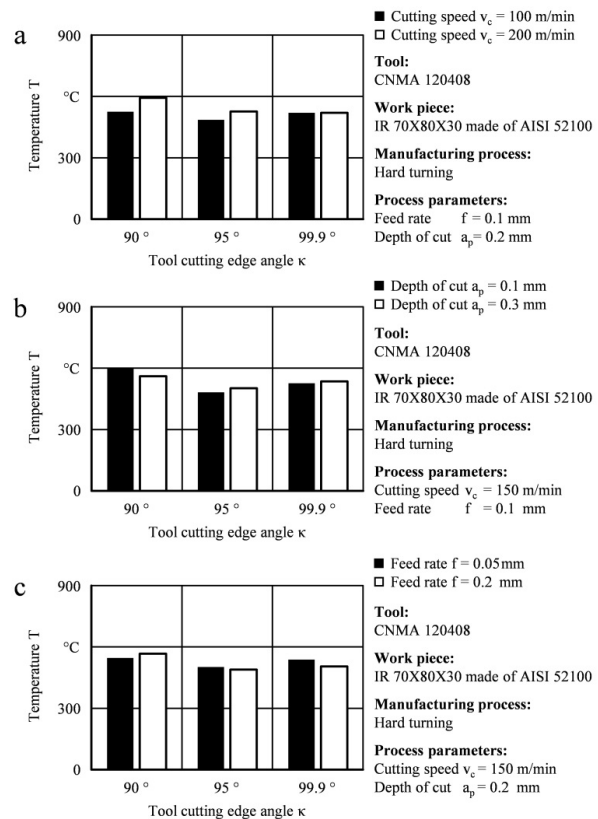 a
900
°C
300
0
Temperature T
90 °
95 °
99.9 °
Tool cutting edge angle κ
■ Cutting speed v_c = 100 m/min
□ Cutting speed v_c = 200 m/min
Tool:
CNMA 120408
Work piece:
IR 70X80X30 made of AISI 52100
Manufacturing process:
Hard turning
Process parameters:
Feed rate f = 0.1 mm
Depth of cut a_p = 0.2 mm
b
900
°C
300
0
Temperature T
90 °
95 °
99.9 °
Tool cutting edge angle κ
■ Depth of cut a_p = 0.1 mm
□ Depth of cut a_p = 0.3 mm
Tool:
CNMA 120408
Work piece:
IR 70X80X30 made of AISI 52100
Manufacturing process:
Hard turning
Process parameters:
Cutting speed v_c = 150 m/min
Feed rate f = 0.1 mm
c
900
°C
300
0
Temperature T
90 °
95 °
99.9 °
Tool cutting edge angle κ
■ Feed rate f = 0.05 mm
□ Feed rate f = 0.2 mm
Tool:
CNMA 120408
Work piece:
IR 70X80X30 made of AISI 52100
Manufacturing process:
Hard turning
Process parameters:
Cutting speed v_c = 150 m/min
Depth of cut a_p = 0.2 mm